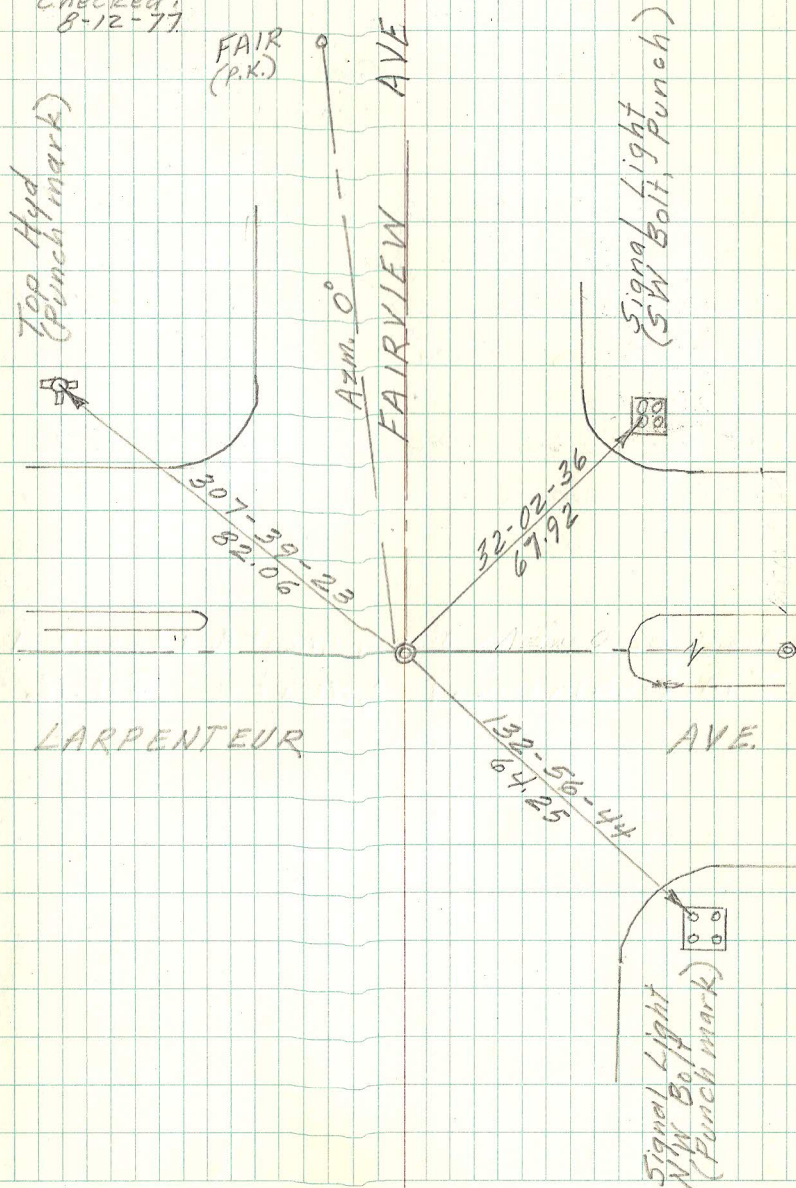 Checked:
8-12-77
FAIR
(P.K.)
FAIRVIEW AVE
Top Hyd
(Punch mark)
Azm. 0°
Signal Light
(SW Bolt, Punch)
307-39-23
82.06
32-02-36
67.92
LARPENTEUR AVE.
132-56-44
64.25
Signal Light
NW Bolt
(Punch mark)